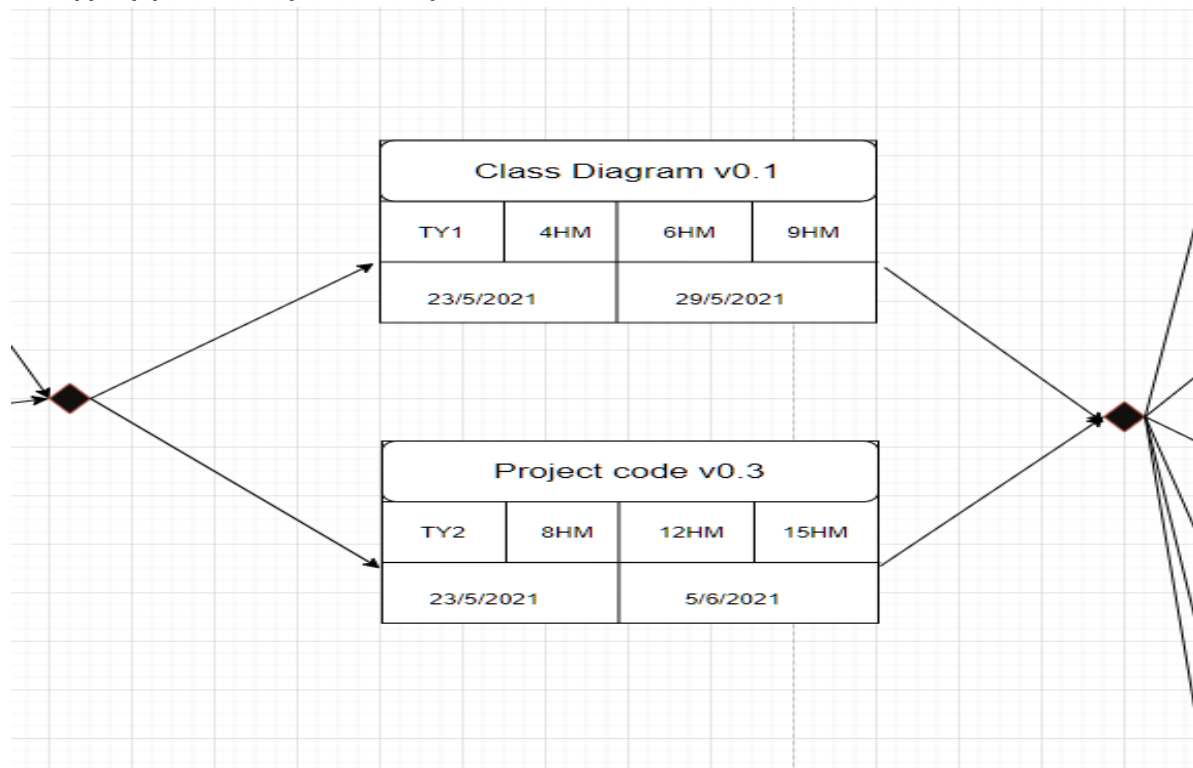 Class Diagram v0.1
TY1 4HM 6HM 9HM
23/5/2021 29/5/2021
Project code v0.3
TY2 8HM 12HM 15HM
23/5/2021 5/6/2021